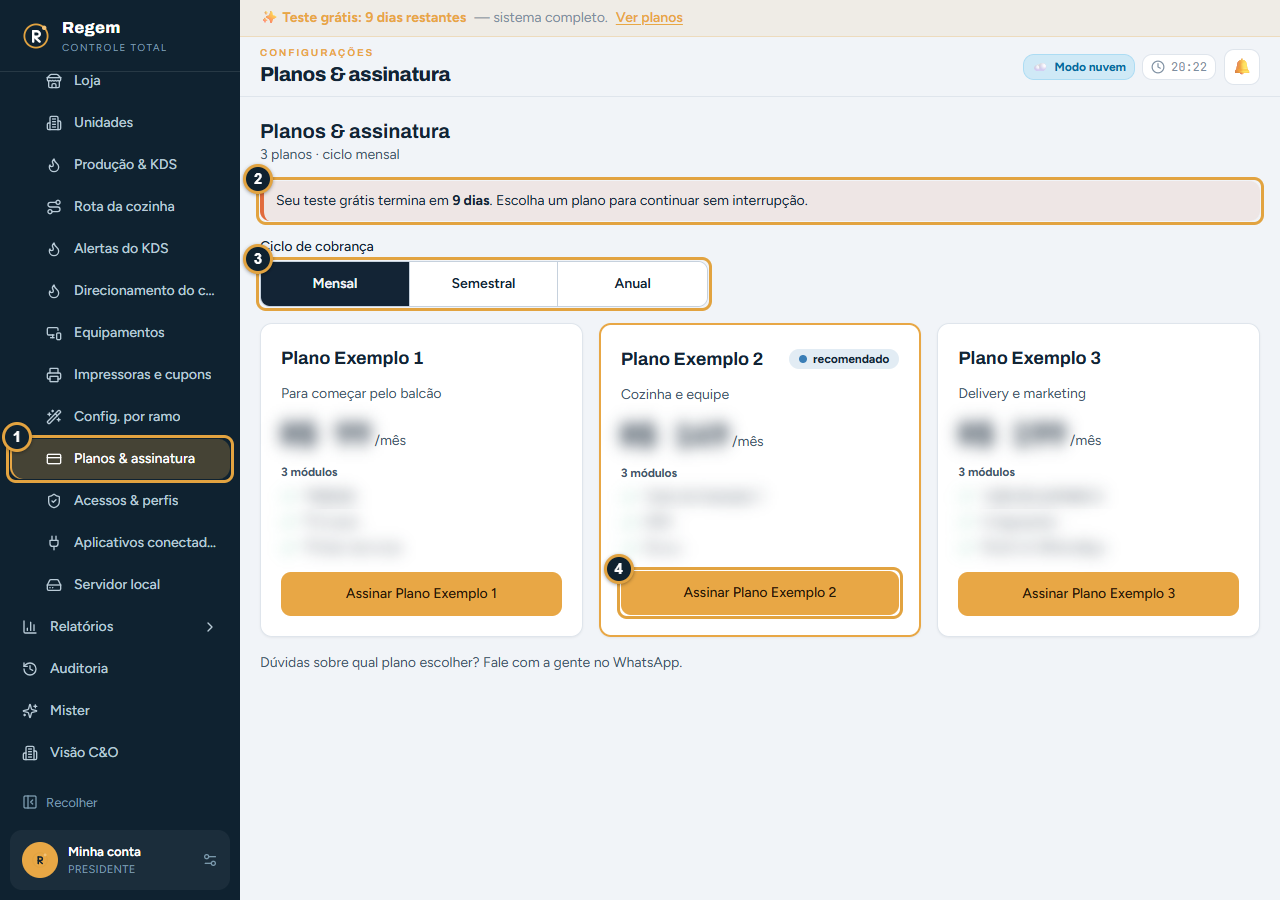 Regem
CONTROLE TOTAL
Loja
Unidades
Produção & KDS
Rota da cozinha
Alertas do KDS
Direcionamento do c...
Equipamentos
Impressoras e cupons
Config. por ramo
1
Planos & assinatura
Acessos & perfis
Aplicativos conectad...
Servidor local
Relatórios
Auditoria
Mister
Visão C&O
Recolher
R
Minha conta
PRESIDENTE
✨ Teste grátis: 9 dias restantes — sistema completo. Ver planos
CONFIGURAÇÕES
Planos & assinatura
Modo nuvem
20:22
Planos & assinatura
3 planos · ciclo mensal
2
Seu teste grátis termina em 9 dias. Escolha um plano para continuar sem interrupção.
Ciclo de cobrança
3
Mensal
Semestral
Anual
Plano Exemplo 1
Para começar pelo balcão
/mês
3 módulos
Assinar Plano Exemplo 1
Plano Exemplo 2
recomendado
Cozinha e equipe
/mês
3 módulos
4
Assinar Plano Exemplo 2
Plano Exemplo 3
Delivery e marketing
/mês
3 módulos
Assinar Plano Exemplo 3
Dúvidas sobre qual plano escolher? Fale com a gente no WhatsApp.